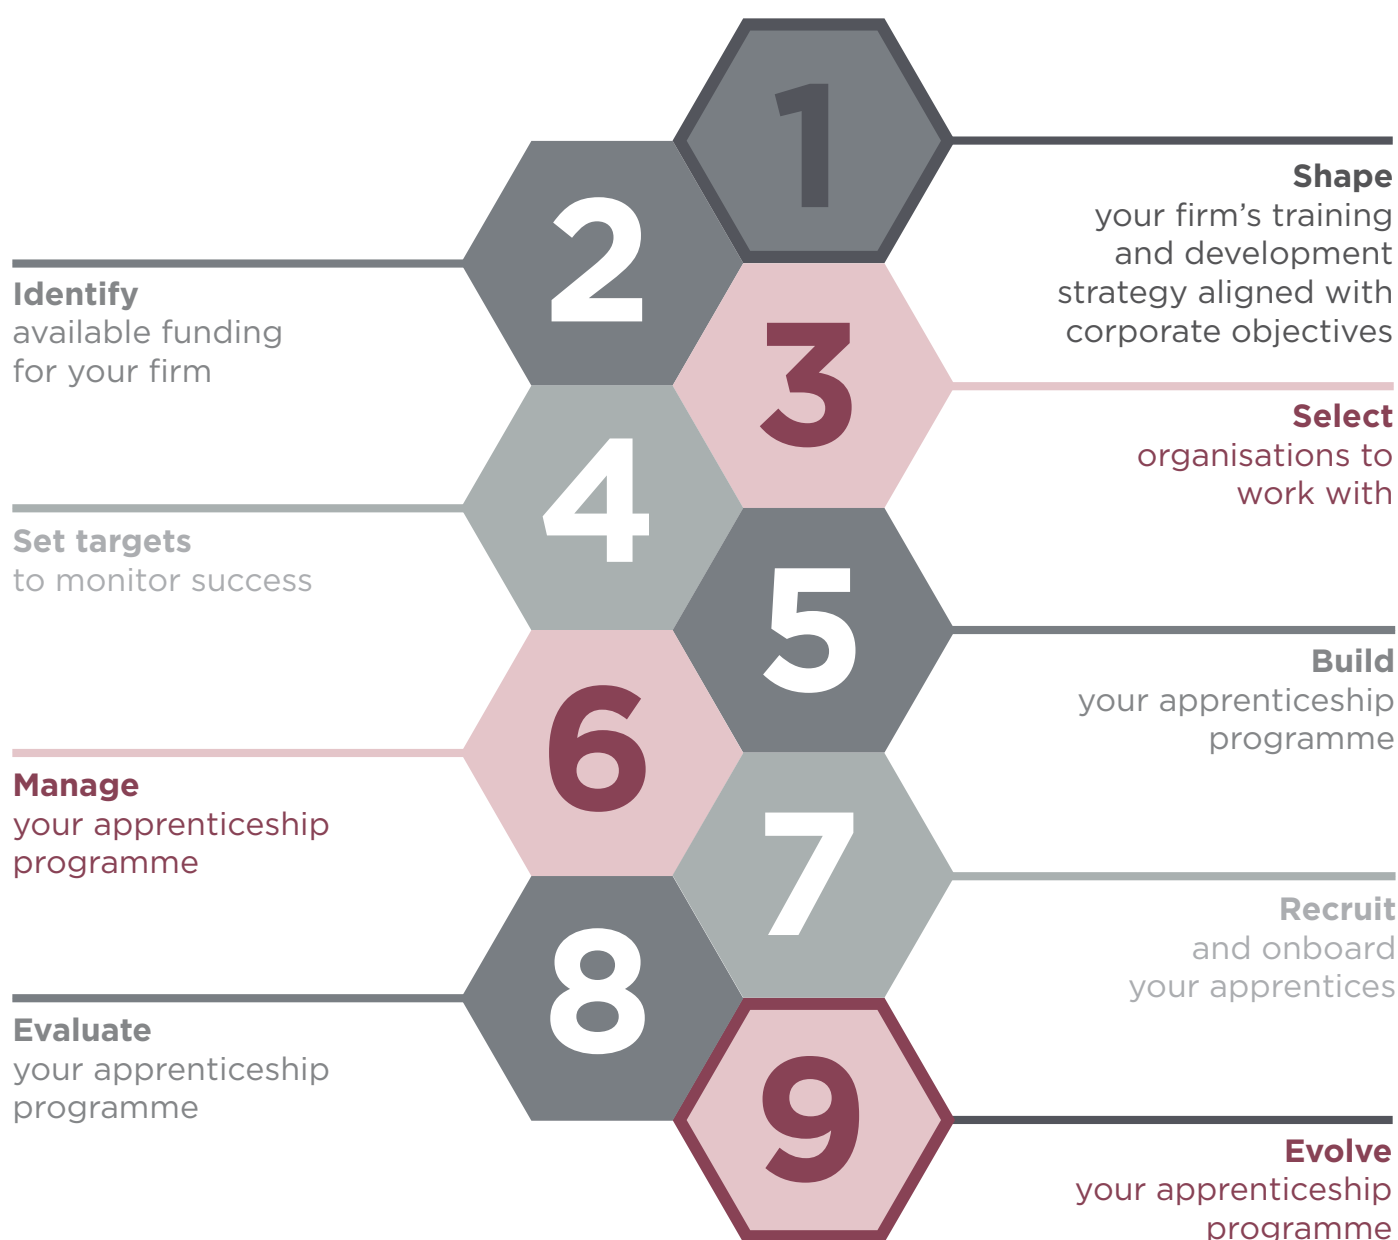 1
Shape
your firm’s training
and development
strategy aligned with
corporate objectives
2
Identify
available funding
for your firm
3
Select
organisations to
work with
4
Set targets
to monitor success
5
Build
your apprenticeship
programme
6
Manage
your apprenticeship
programme
7
Recruit
and onboard
your apprentices
8
Evaluate
your apprenticeship
programme
9
Evolve
your apprenticeship
programme